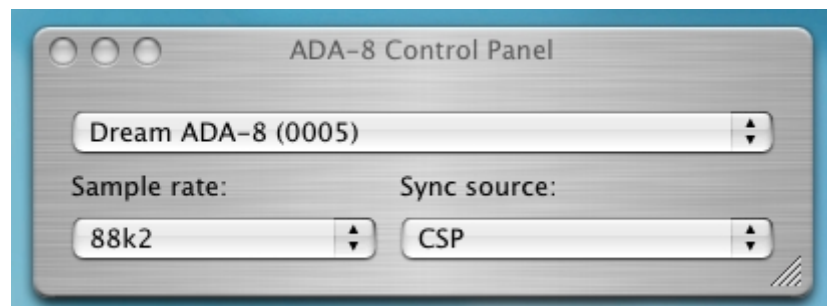 ADA-8 Control Panel
Dream ADA-8 (0005)
Sample rate: Sync source:
88k2 CSP